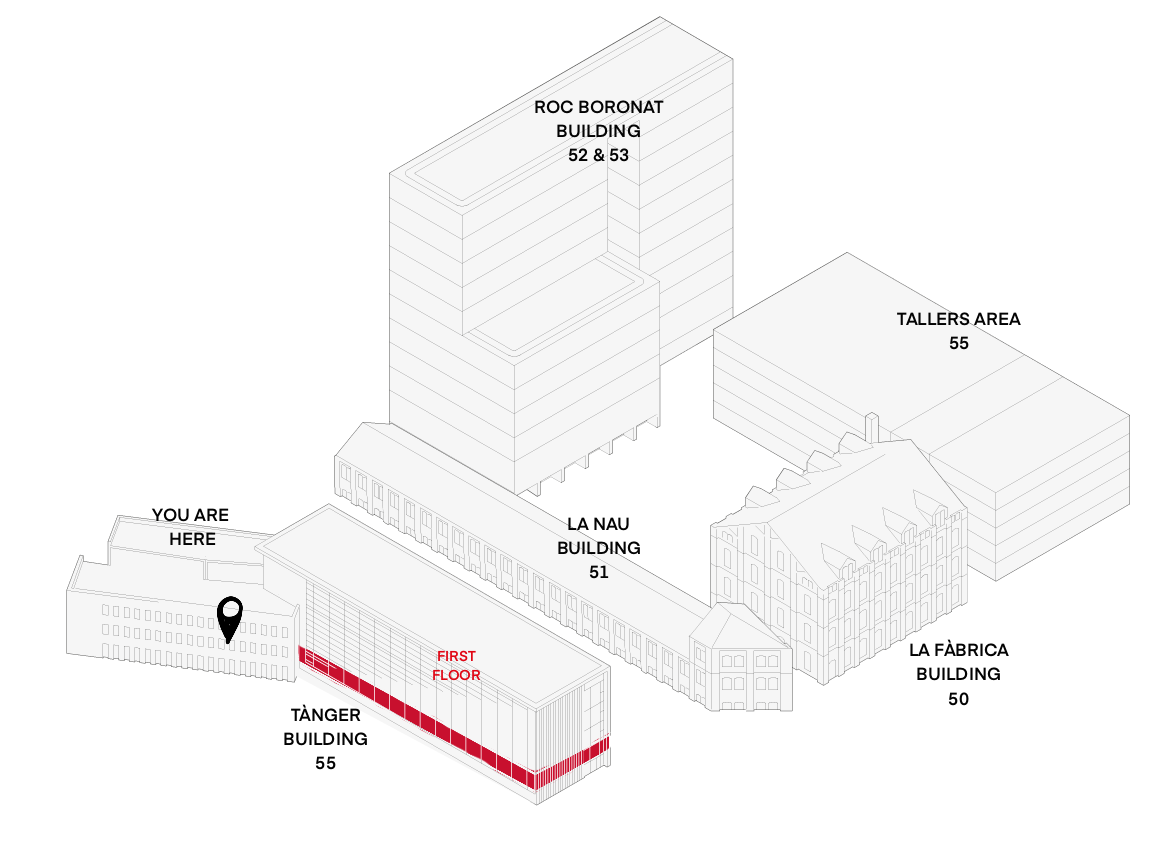 ROC BORONAT
BUILDING
52 & 53
TALLERS AREA
55
YOU ARE
HERE
LA NAU
BUILDING
51
FIRST
FLOOR
LA FÀBRICA
BUILDING
50
TÀNGER
BUILDING
55